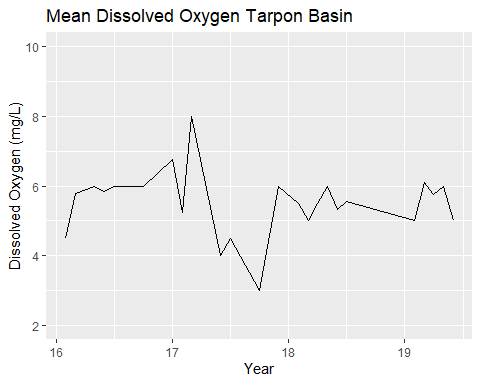 Mean Dissolved Oxygen Tarpon Basin
10
8
6
4
2
Dissolved Oxygen (mg/L)
16 17 18 19
Year